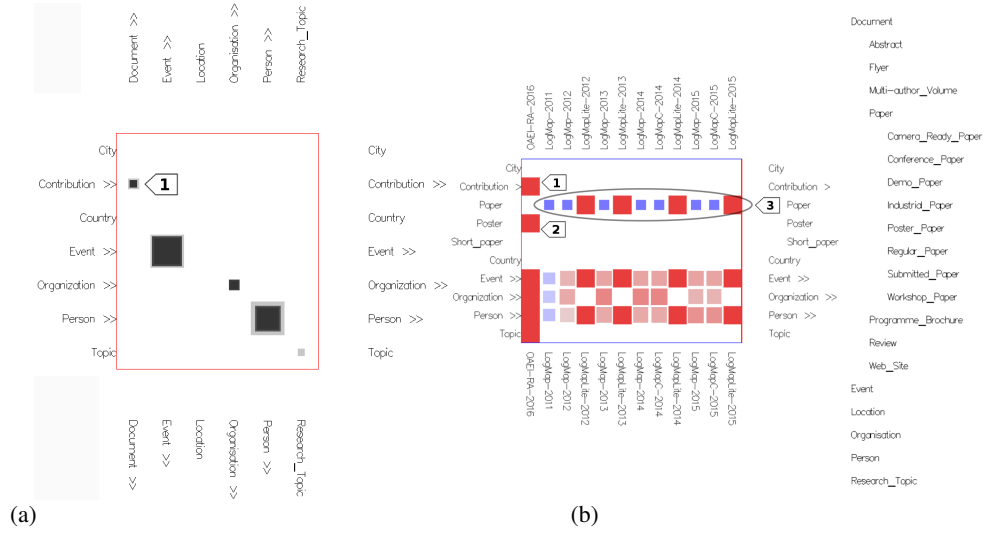 Document >>
Event >>
Location
Organisation >>
Person >>
Research_Topic
City
Contribution >>
Country
Event >>
Organization >>
Person >>
Topic
1
City
Contribution >>
Country
Event >>
Organization >>
Person >>
Topic
Document >>
Event >>
Location
Organisation >>
Person >>
Research_Topic
(a)
OAEI-RA-2016
LogMap-2011
LogMap-2012
LogMapLite-2012
LogMap-2013
LogMapLite-2013
LogMap-2014
LogMapC-2014
LogMapLite-2014
LogMap-2015
LogMapC-2015
LogMapLite-2015
City
Contribution >
Paper
Poster
Short_paper
Country
Event >>
Organization >>
Person >>
Topic
1
2
3
City
Contribution >
Paper
Poster
Short_paper
Country
Event >>
Organization >>
Person >>
Topic
OAEI-RA-2016
LogMap-2011
LogMap-2012
LogMapLite-2012
LogMap-2013
LogMapLite-2013
LogMap-2014
LogMapC-2014
LogMapLite-2014
LogMap-2015
LogMapC-2015
LogMapLite-2015
Document
Abstract
Flyer
Multi-author_Volume
Paper
Camera_Ready_Paper
Conference_Paper
Demo_Paper
Industrial_Paper
Poster_Paper
Regular_Paper
Submitted_Paper
Workshop_Paper
Programme_Brochure
Review
Web_Site
Event
Location
Organisation
Person
Research_Topic
(b)